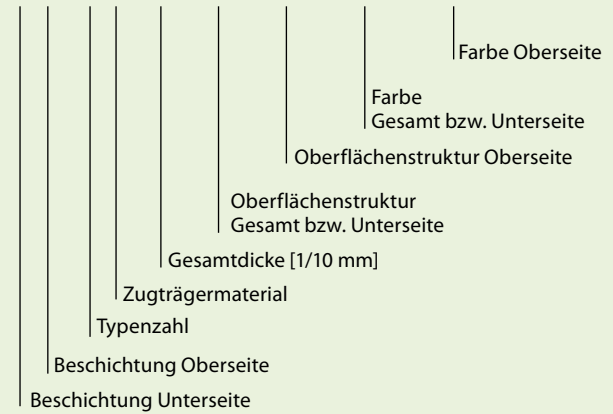 Farbe Oberseite
Farbe
Gesamt bzw. Unterseite
Oberflächenstruktur Oberseite
Oberflächenstruktur
Gesamt bzw. Unterseite
Gesamtdicke [1/10 mm]
Zugträgermaterial
Typenzahl
Beschichtung Oberseite
Beschichtung Unterseite